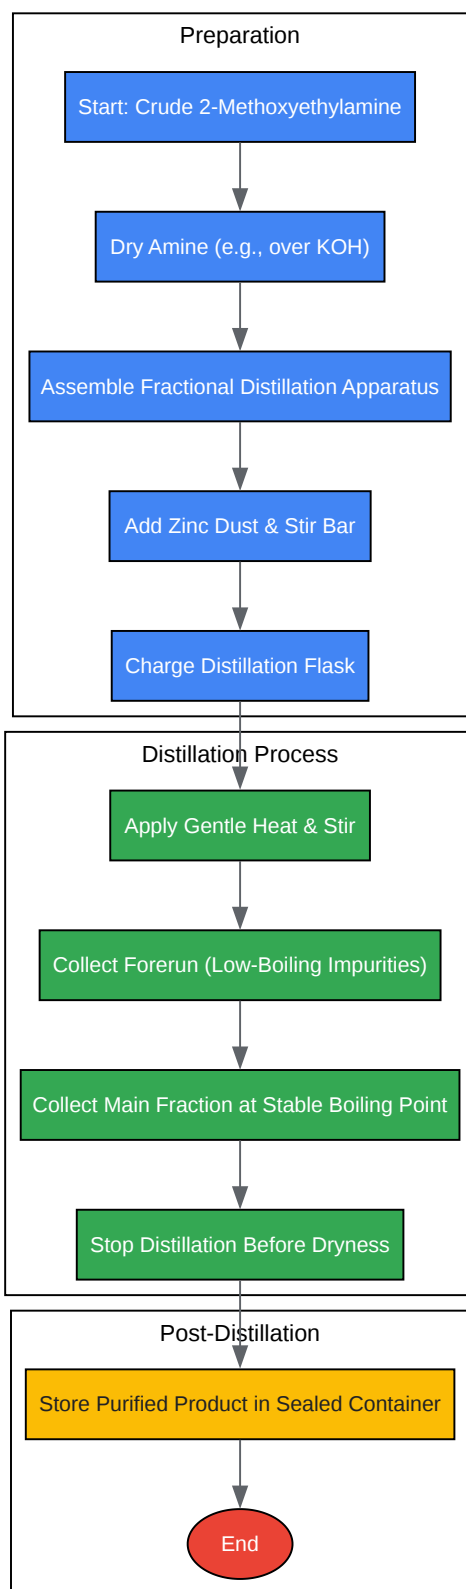 Preparation
Start: Crude 2-Methoxyethylamine
Dry Amine (e.g., over KOH)
Assemble Fractional Distillation Apparatus
Add Zinc Dust & Stir Bar
Charge Distillation Flask
Distillation Process
Apply Gentle Heat & Stir
Collect Forerun (Low-Boiling Impurities)
Collect Main Fraction at Stable Boiling Point
Stop Distillation Before Dryness
Post-Distillation
Store Purified Product in Sealed Container
End